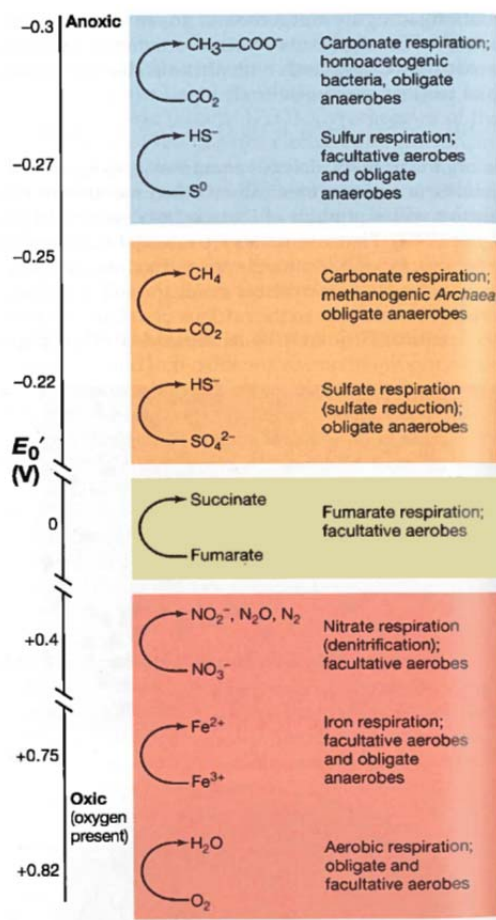 −0.3
Anoxic
CH₃—COO⁻
CO₂
Carbonate respiration;
homoacetogenic
bacteria, obligate
anaerobes
−0.27
HS⁻
S⁰
Sulfur respiration;
facultative aerobes
and obligate
anaerobes
−0.25
CH₄
CO₂
Carbonate respiration;
methanogenic Archaea
obligate anaerobes
−0.22
HS⁻
SO₄²⁻
Sulfate respiration
(sulfate reduction);
obligate anaerobes
E₀′
(V)
0
Succinate
Fumarate
Fumarate respiration;
facultative aerobes
+0.4
NO₂⁻, N₂O, N₂
NO₃⁻
Nitrate respiration
(denitrification);
facultative aerobes
+0.75
Fe²⁺
Fe³⁺
Iron respiration;
facultative aerobes
and obligate
anaerobes
Oxic
(oxygen
present)
+0.82
H₂O
O₂
Aerobic respiration;
obligate and
facultative aerobes